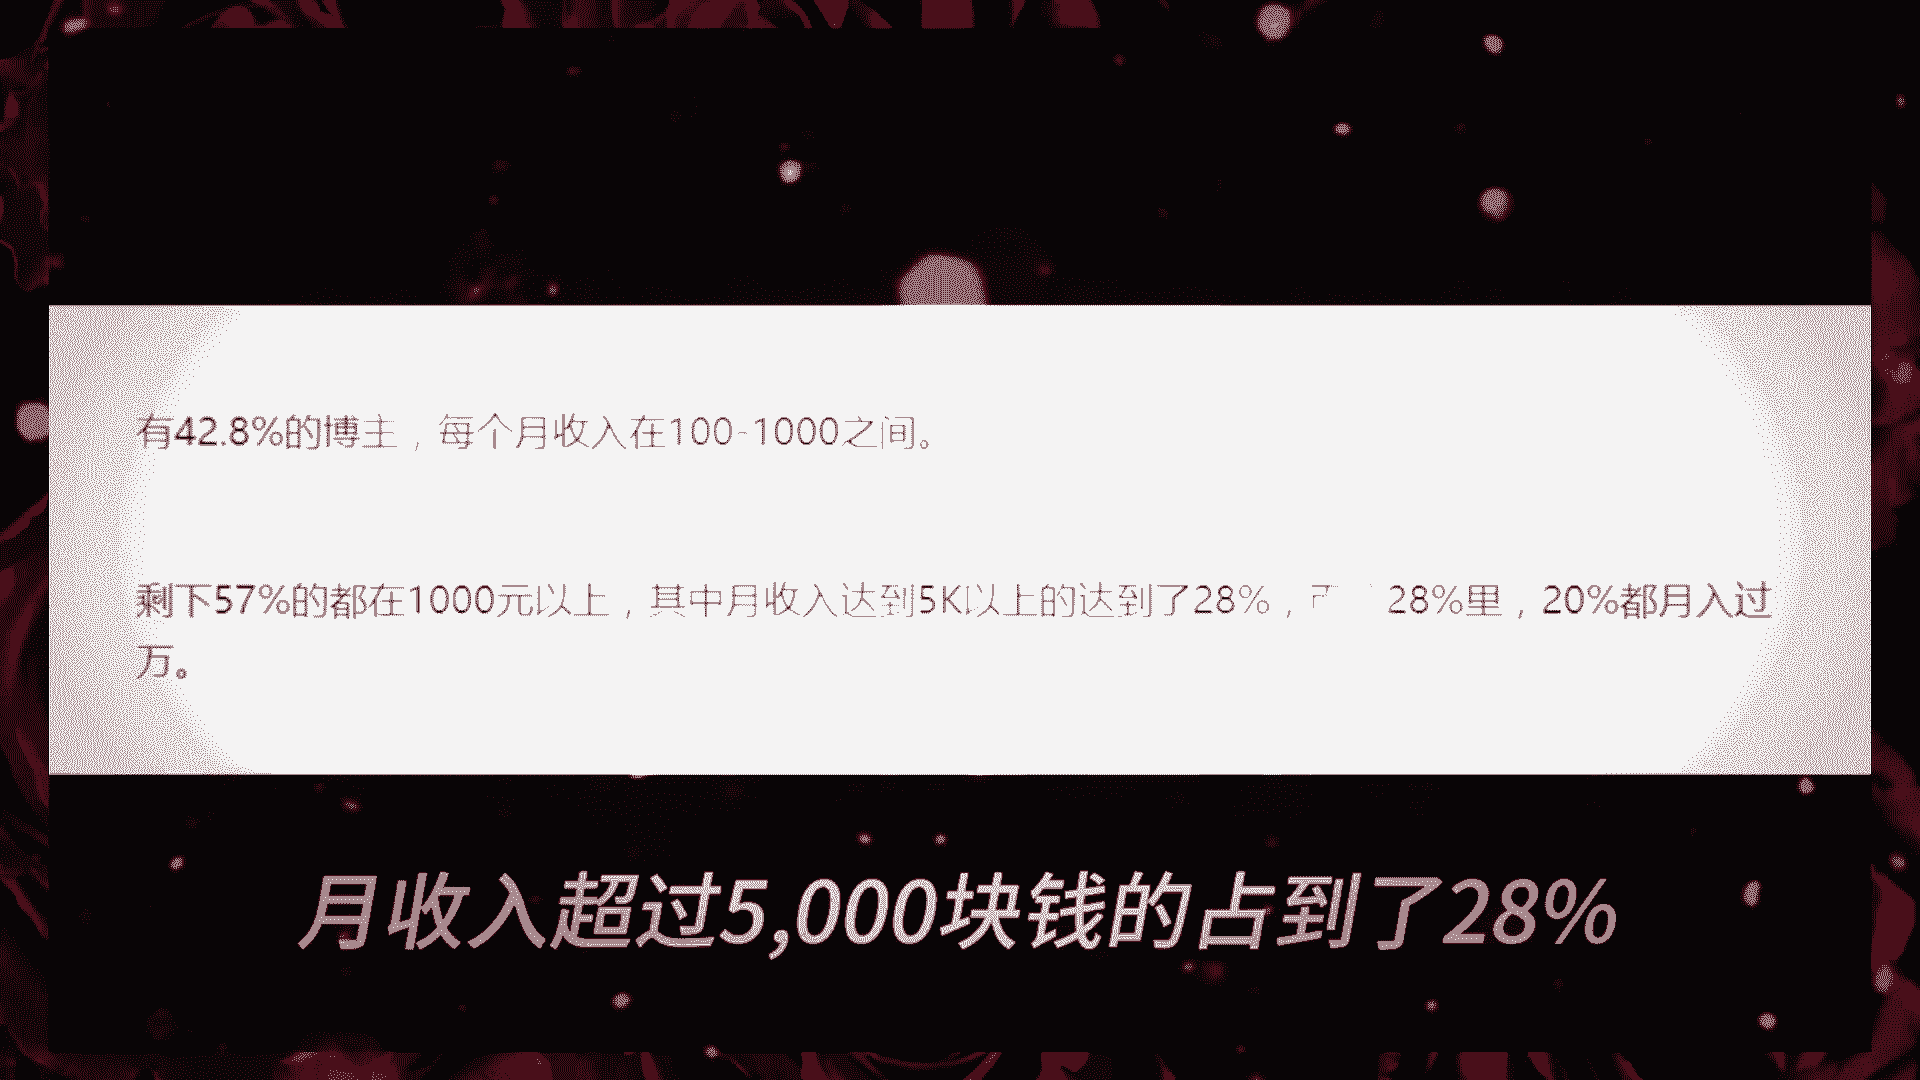 有42.8%的博主，每个月收入在100-1000之间。
剩下57%的都在1000元以上，其中月收入达到5K以上的达到了28%， 28%里，20%都月入过
万。
月收入超过5,000块钱的占到了28%